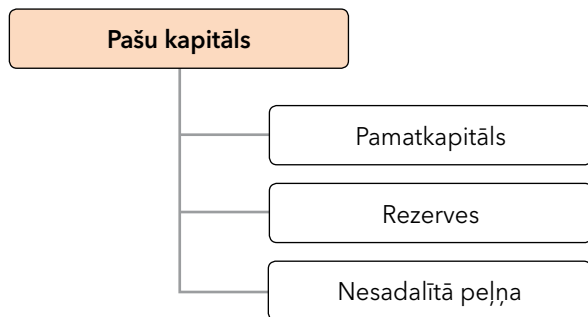 Pašu kapitāls
Pamatkapitāls
Rezerves
Nesadalītā peļņa